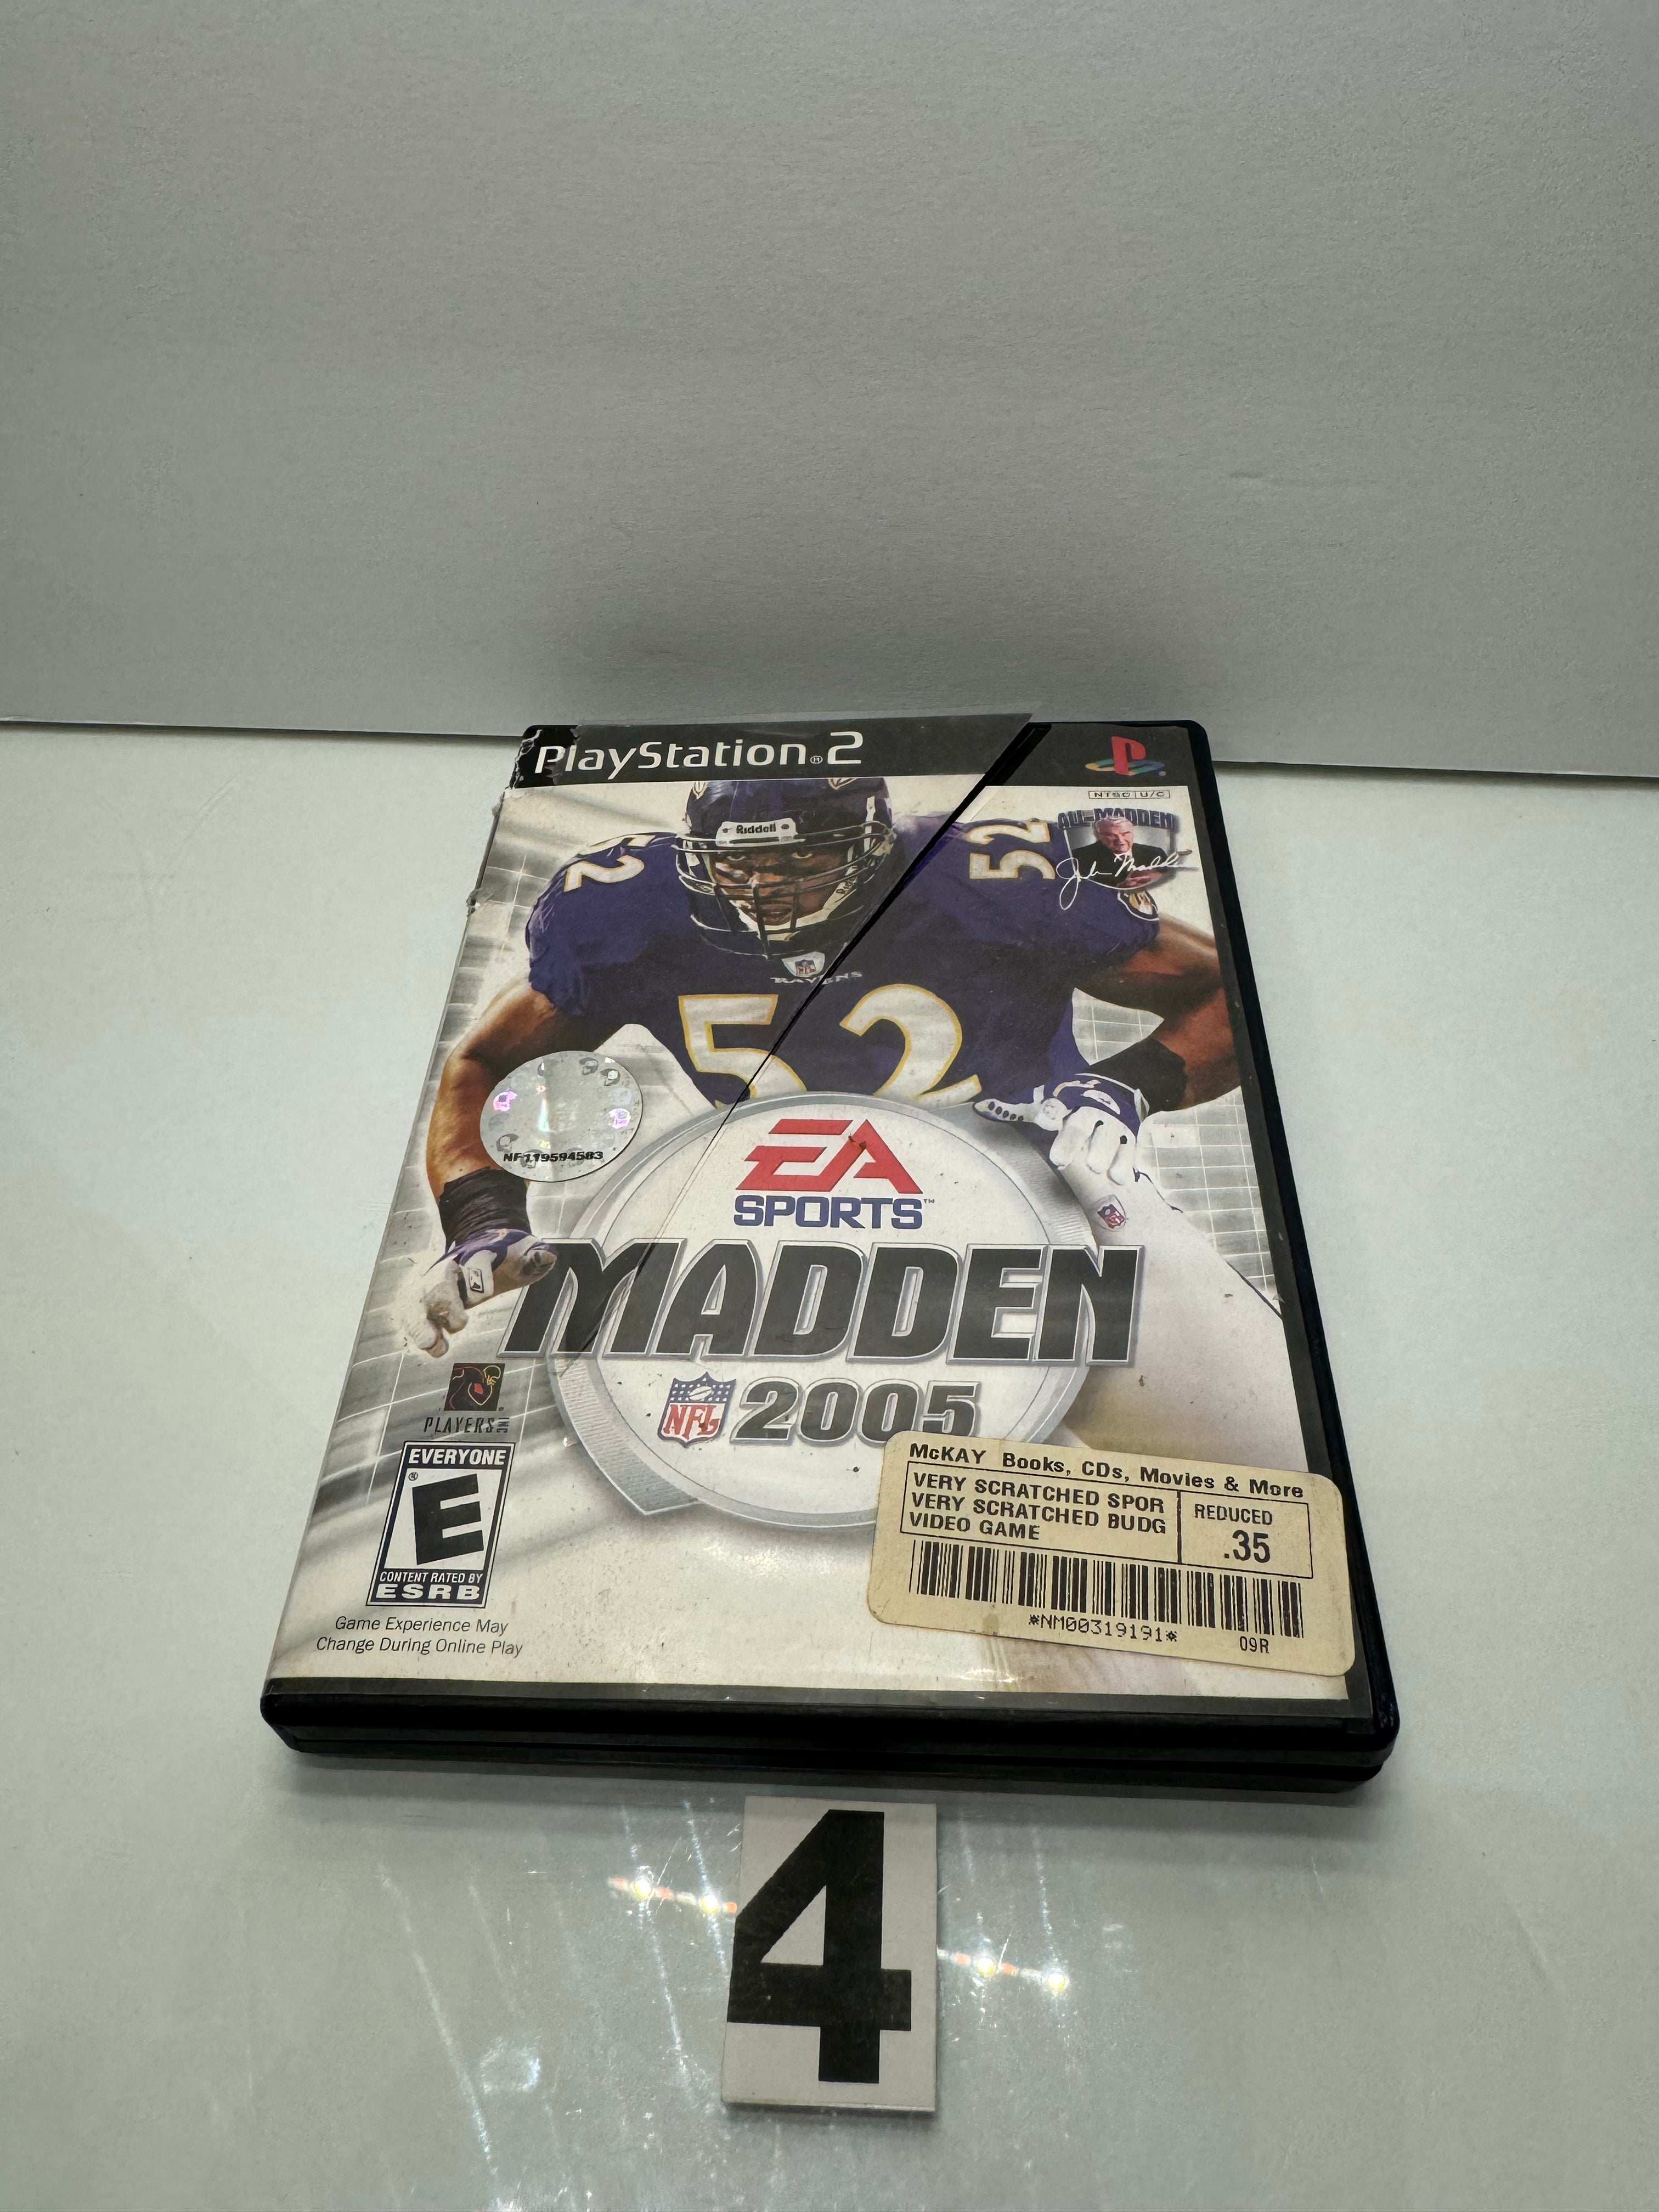 PlayStation®2
NTSC U/C
ALL-MADDEN
John Madden
Riddell
52
52
RAVENS
52
NF119594583
EA
SPORTS™
MADDEN
NFL 2005
PLAYERS INC
EVERYONE
E
CONTENT RATED BY
ESRB
Game Experience May
Change During Online Play
McKAY Books, CDs, Movies & More
VERY SCRATCHED SPOR
VERY SCRATCHED BUDG
VIDEO GAME
REDUCED
.35
*NM00319191*
09R
4